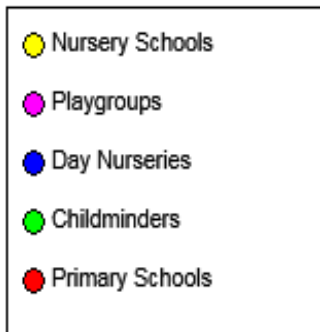 Nursery Schools
Playgroups
Day Nurseries
Childminders
Primary Schools